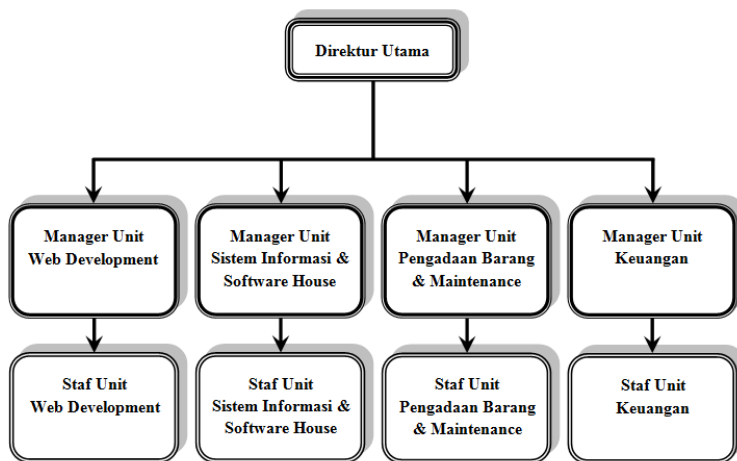 Direktur Utama
Manager Unit
Web Development
Manager Unit
Sistem Informasi &
Software House
Manager Unit
Pengadaan Barang
& Maintenance
Manager Unit
Keuangan
Staf Unit
Web Development
Staf Unit
Sistem Informasi &
Software House
Staf Unit
Pengadaan Barang
& Maintenance
Staf Unit
Keuangan